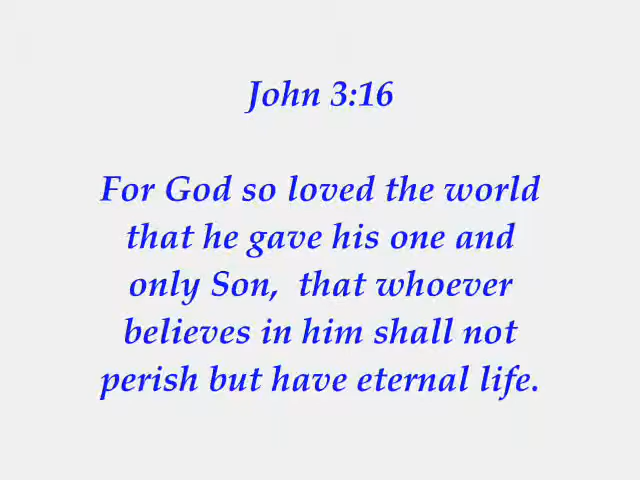 John 3:16
For God so loved the world
that he gave his one and
only Son,  that whoever
believes in him shall not
perish but have eternal life.